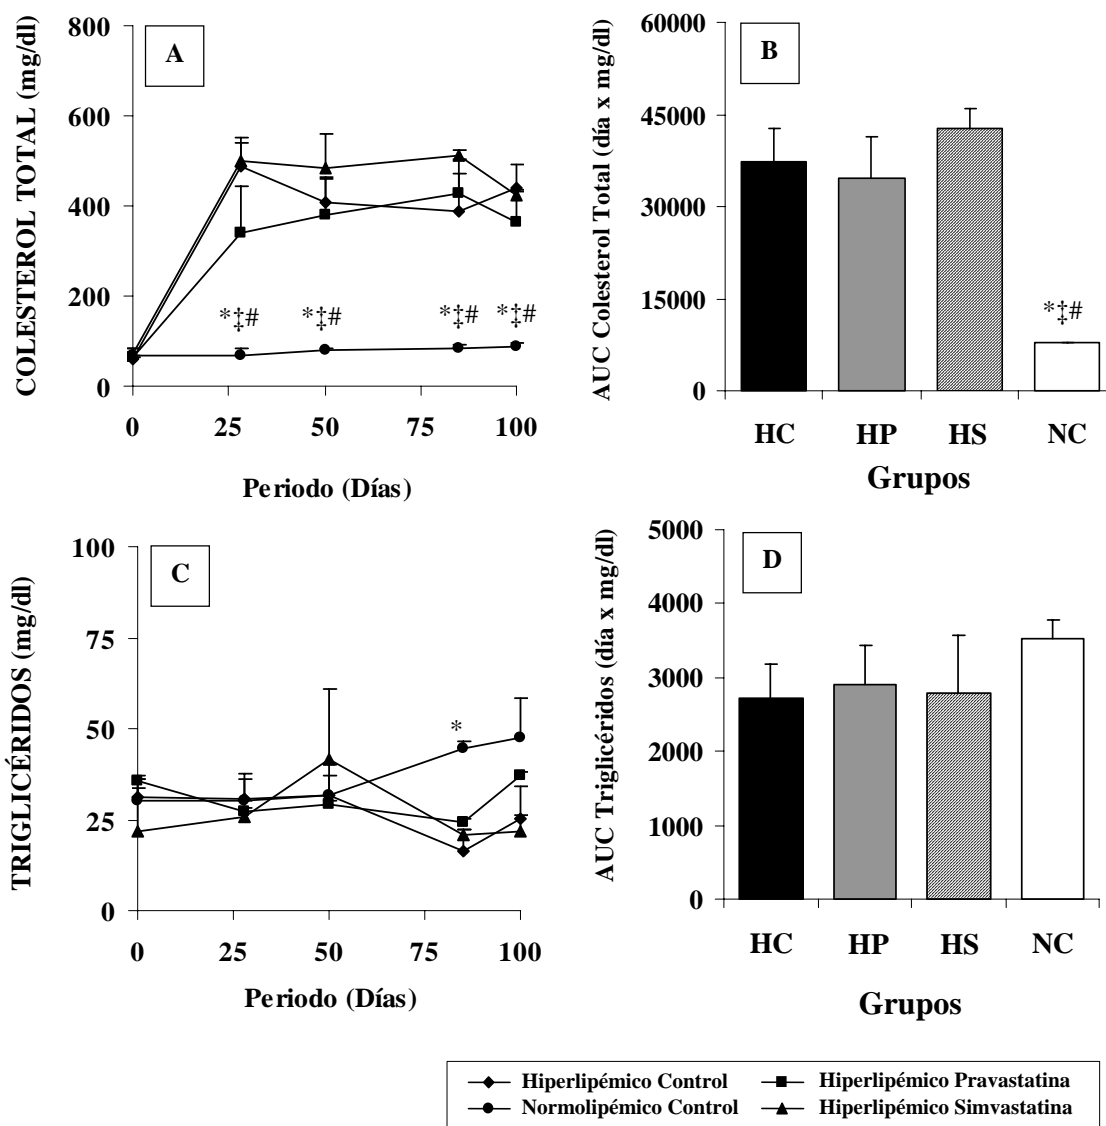 COLESTEROL TOTAL (mg/dl)
800
600
400
200
0
A
*‡#
*‡#
*‡#
*‡#
0
25
50
75
100
Periodo (Días)
AUC Colesterol Total (día x mg/dl)
60000
45000
30000
15000
0
B
*‡#
HC
HP
HS
NC
Grupos
TRIGLICÉRIDOS (mg/dl)
100
75
50
25
0
C
*
0
25
50
75
100
Periodo (Días)
AUC Triglicéridos (día x mg/dl)
5000
4000
3000
2000
1000
0
D
HC
HP
HS
NC
Grupos
Hiperlipémico Control
Hiperlipémico Pravastatina
Normolipémico Control
Hiperlipémico Simvastatina